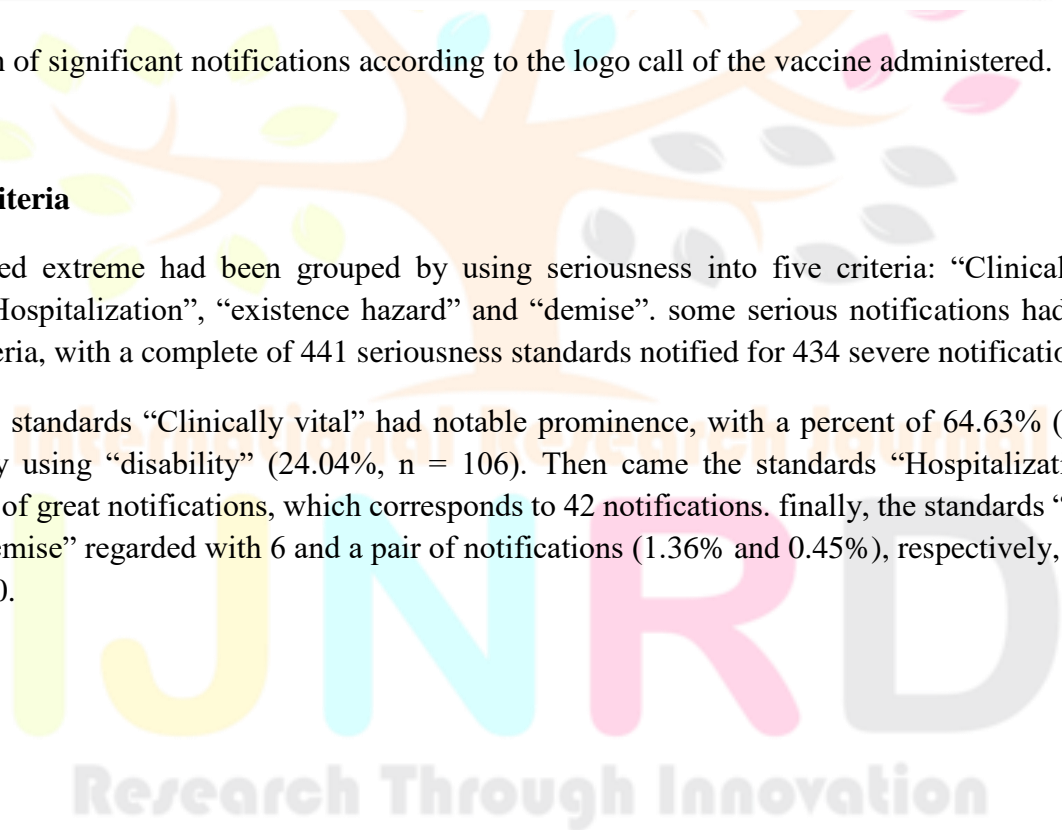 of significant notifications according to the logo call of the vaccine administered.
iteria
ed extreme had been grouped by using seriousness into five criteria: “Clinical
Hospitalization”, “existence hazard” and “demise”. some serious notifications had
eria, with a complete of 441 seriousness standards notified for 434 severe notificatio
standards “Clinically vital” had notable prominence, with a percent of 64.63% (
y using “disability” (24.04%, n = 106). Then came the standards “Hospitalizati
of great notifications, which corresponds to 42 notifications. finally, the standards “
emise” regarded with 6 and a pair of notifications (1.36% and 0.45%), respectively,
).
International Research Journal
IJNRD
Research Through Innovation